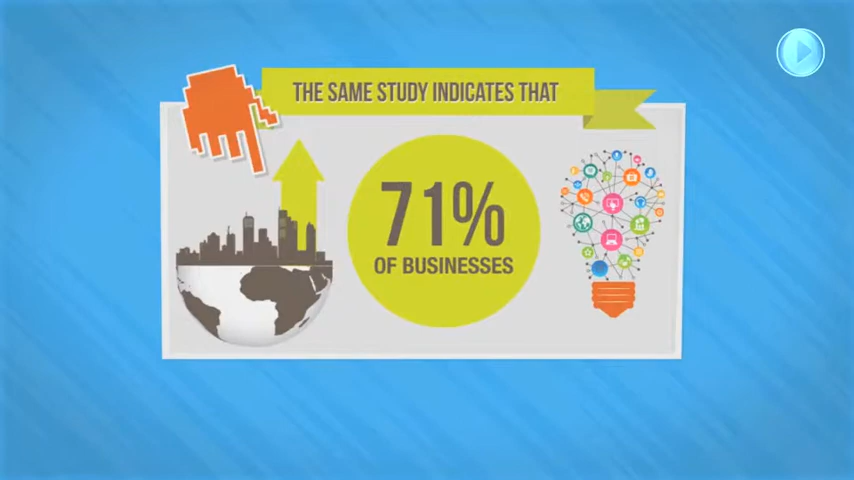 THE SAME STUDY INDICATES THAT
71%
OF BUSINESSES